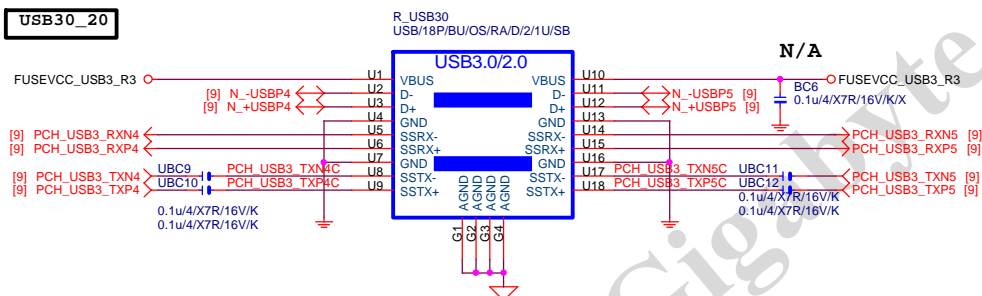 USB30_20
R_USB30
USB/18P/BU/OS/RA/D/2/1U/SB
USB3.0/2.0
N/A
FUSEVCC_USB3_R3
U1
VBUS
VBUS
U10
FUSEVCC_USB3_R3
[9] N_-USBP4
U2
D-
D-
U11
N_-USBP5 [9]
BC6
[9] N_+USBP4
U3
D+
D+
U12
N_+USBP5 [9]
0.1u/4/X7R/16V/K/X
U4
GND
GND
U13
[9] PCH_USB3_RXN4
U5
SSRX-
SSRX-
U14
PCH_USB3_RXN5 [9]
[9] PCH_USB3_RXP4
U6
SSRX+
SSRX+
U15
PCH_USB3_RXP5 [9]
U7
GND
GND
U16
[9] PCH_USB3_TXN4
UBC9
PCH_USB3_TXN4C
U8
SSTX-
SSTX-
U17
PCH_USB3_TXN5C
UBC11
PCH_USB3_TXN5 [9]
[9] PCH_USB3_TXP4
UBC10
PCH_USB3_TXP4C
U9
SSTX+
SSTX+
U18
PCH_USB3_TXP5C
UBC12
PCH_USB3_TXP5 [9]
0.1u/4/X7R/16V/K
0.1u/4/X7R/16V/K
0.1u/4/X7R/16V/K
0.1u/4/X7R/16V/K
AGND
AGND
AGND
AGND
G1
G2
G3
G4
Gigabyte